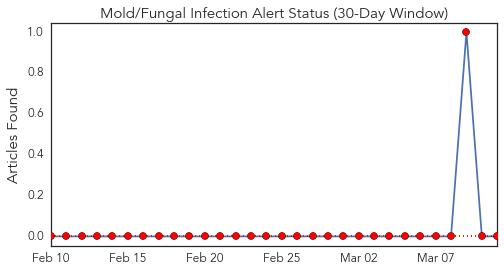 Mold/Fungal Infection Alert Status (30-Day Window)
Articles Found
1.0
0.8
0.6
0.4
0.2
0.0
Feb 10 Feb 15 Feb 20 Feb 25 Mar 02 Mar 07